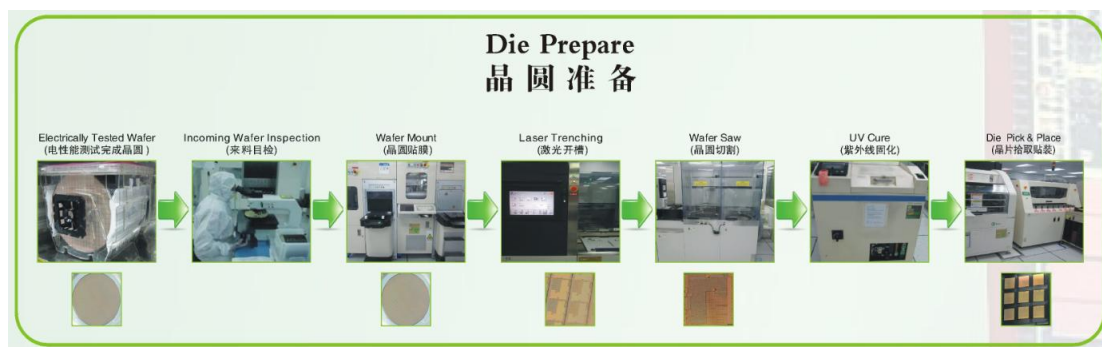 Die Prepare
晶圆准备
Electrically Tested Wafer
(电性能测试完成晶圆)
Incoming Wafer Inspection
(来料目检)
Wafer Mount
(晶圆贴膜)
Laser Trenching
(激光开槽)
Wafer Saw
(晶圆切割)
UV Cure
(紫外线固化)
Die Pick & Place
(晶片拾取贴装)